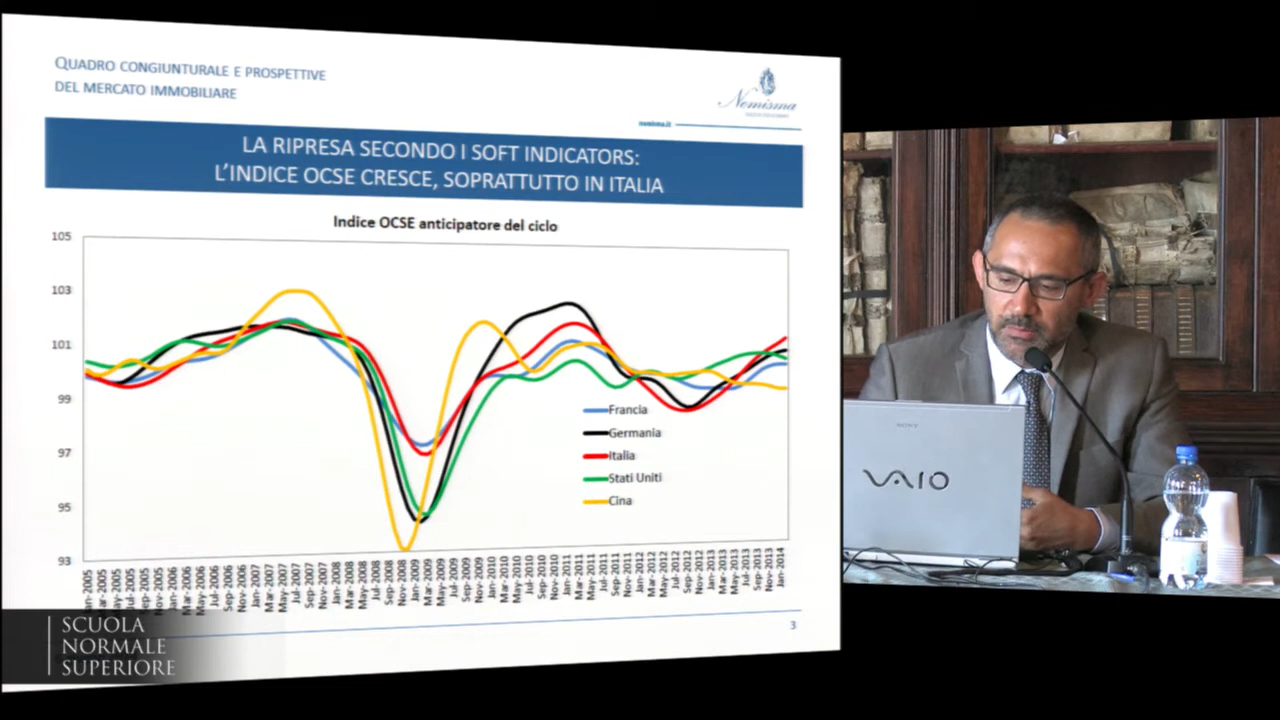 QUADRO CONGIUNTURALE E PROSPETTIVE
DEL MERCATO IMMOBILIARE
Nomisma
nomisma.it
LA RIPRESA SECONDO I SOFT INDICATORS:
L'INDICE OCSE CRESCE, SOPRATTUTTO IN ITALIA
Indice OCSE anticipatore del ciclo
105
103
101
99
97
95
93
Francia
Germania
Italia
Stati Uniti
Cina
Jan-2005
Mar-2005
May-2005
Jul-2005
Sep-2005
Nov-2005
Jan-2006
Mar-2006
May-2006
Jul-2006
Sep-2006
Nov-2006
Jan-2007
Mar-2007
May-2007
Jul-2007
Sep-2007
Nov-2007
Jan-2008
Mar-2008
May-2008
Jul-2008
Sep-2008
Nov-2008
Jan-2009
Mar-2009
May-2009
Jul-2009
Sep-2009
Nov-2009
Jan-2010
Mar-2010
May-2010
Jul-2010
Sep-2010
Nov-2010
Jan-2011
Mar-2011
May-2011
Jul-2011
Sep-2011
Nov-2011
Jan-2012
Mar-2012
May-2012
Jul-2012
Sep-2012
Nov-2012
Jan-2013
Mar-2013
May-2013
Jul-2013
Sep-2013
Nov-2013
Jan-2014
3
SCUOLA
NORMALE
SUPERIORE
SONY
VAIO